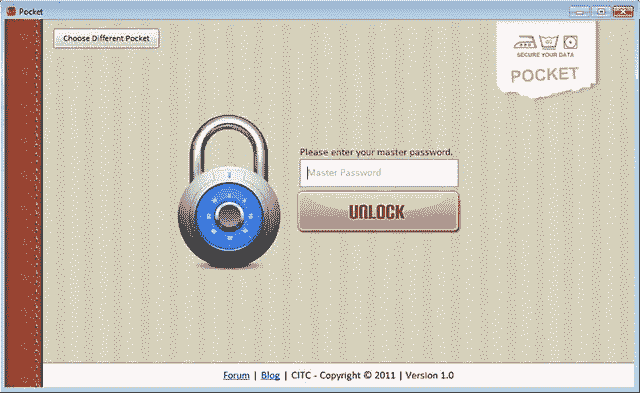 Pocket
Choose Different Pocket
SECURE YOUR DATA
POCKET
Please enter your master password.
Master Password
UNLOCK
Forum | Blog | CITC - Copyright © 2011 | Version 1.0